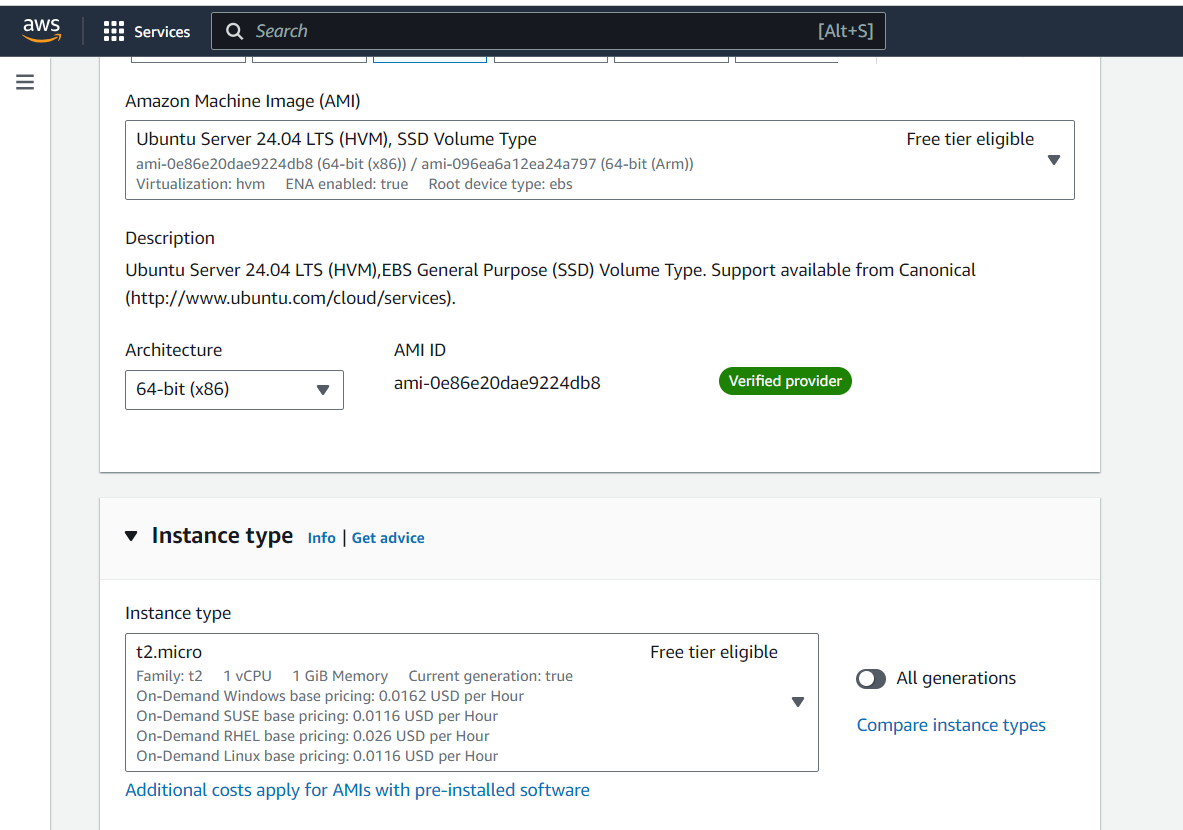 aws Services Search [Alt+S]
Amazon Machine Image (AMI)
Ubuntu Server 24.04 LTS (HVM), SSD Volume Type Free tier eligible
ami-0e86e20dae9224db8 (64-bit (x86)) / ami-096ea6a12ea24a797 (64-bit (Arm))
Virtualization: hvm ENA enabled: true Root device type: ebs
Description
Ubuntu Server 24.04 LTS (HVM),EBS General Purpose (SSD) Volume Type. Support available from Canonical
(http://www.ubuntu.com/cloud/services).
Architecture AMI ID
64-bit (x86) ami-0e86e20dae9224db8 Verified provider
Instance type Info | Get advice
Instance type
t2.micro Free tier eligible
Family: t2 1 vCPU 1 GiB Memory Current generation: true
On-Demand Windows base pricing: 0.0162 USD per Hour
On-Demand SUSE base pricing: 0.0116 USD per Hour
On-Demand RHEL base pricing: 0.026 USD per Hour
On-Demand Linux base pricing: 0.0116 USD per Hour
All generations
Compare instance types
Additional costs apply for AMIs with pre-installed software